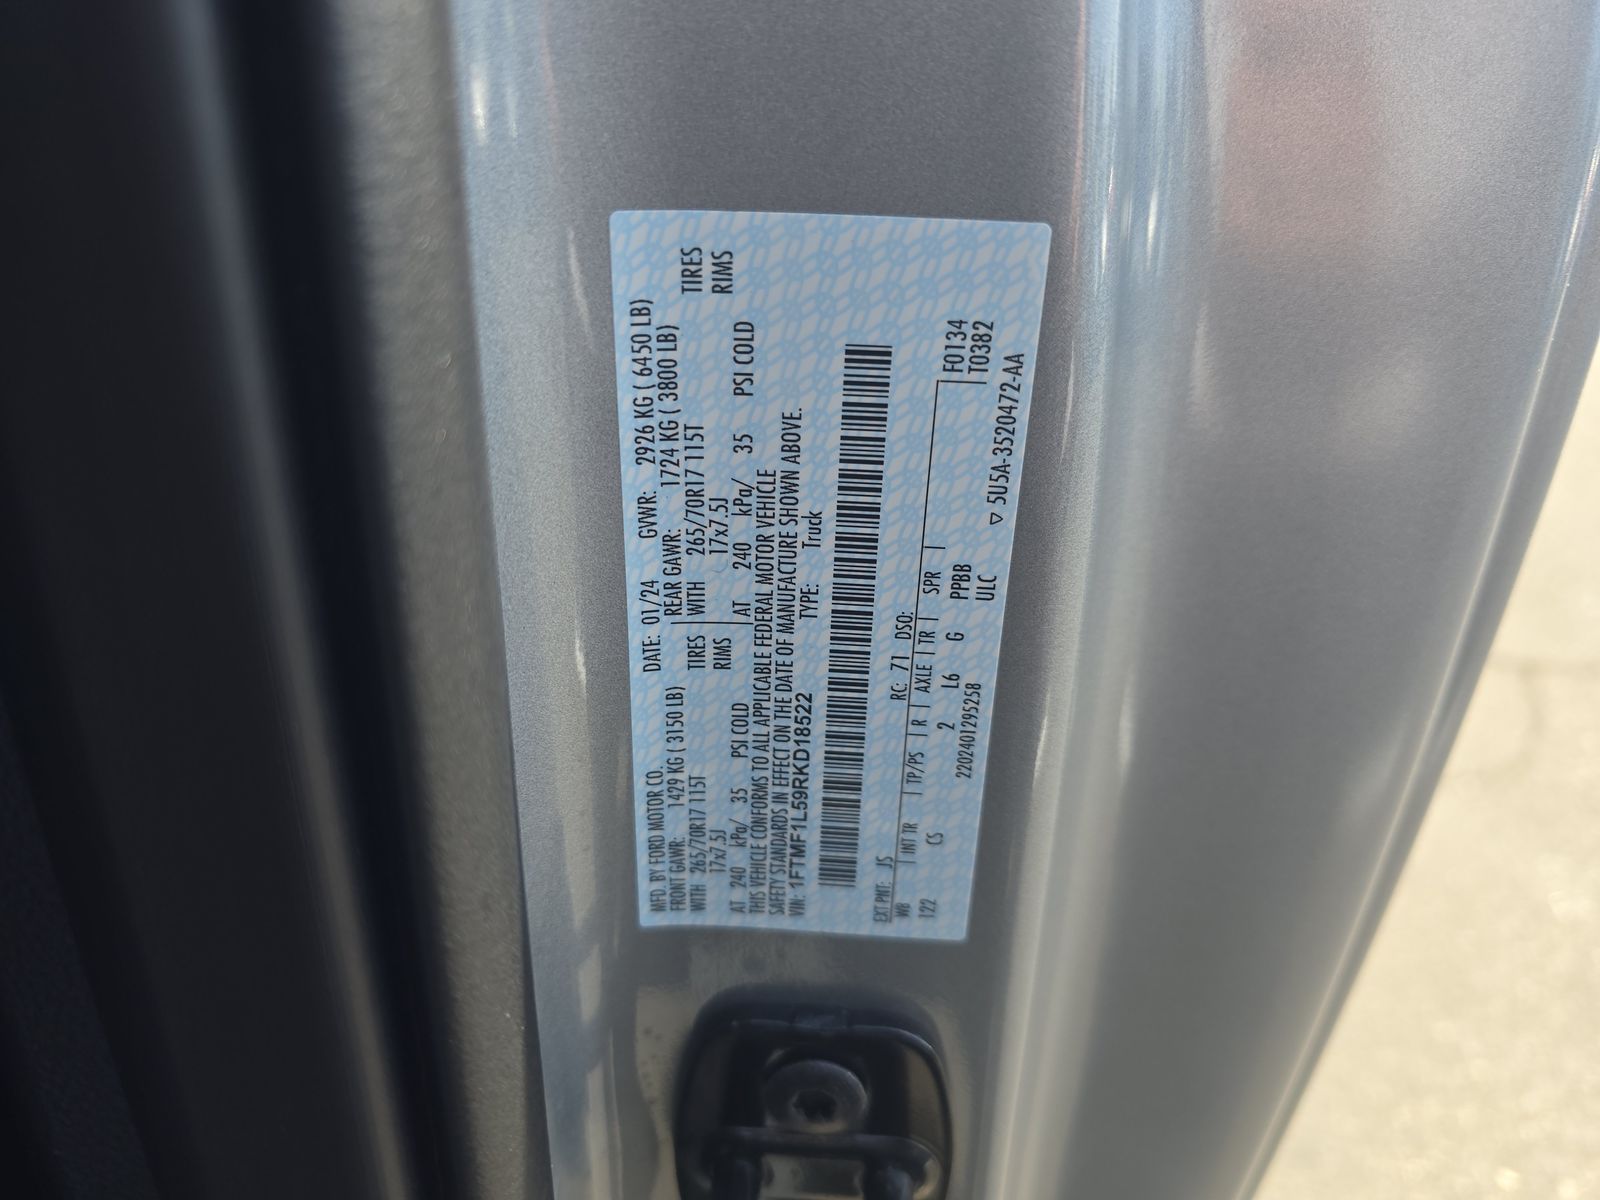 MFD. BY FORD MOTOR CO. DATE: 01/24 GVWR: 2926 KG ( 6450 LB)
FRONT GAWR: 1429 KG ( 3150 LB) REAR GAWR: 1724 KG ( 3800 LB)
WITH 265/70R17 115T TIRES WITH 265/70R17 115T TIRES
17x7.5J RIMS 17x7.5J RIMS
AT 240 kPa/ 35 PSI COLD AT 240 kPa/ 35 PSI COLD
THIS VEHICLE CONFORMS TO ALL APPLICABLE FEDERAL MOTOR VEHICLE
SAFETY STANDARDS IN EFFECT ON THE DATE OF MANUFACTURE SHOWN ABOVE.
VIN: 1FTMF1L59RKD18522 TYPE: Truck
EXT PNT: JS RC: 71 DSO:
WB | INT TR | TP/PS | R | AXLE | TR | SPR | F0134
122 CS 2 L6 G PPBB T0382
2202401295258 ULC ▽ 5U5A-3520472-AA